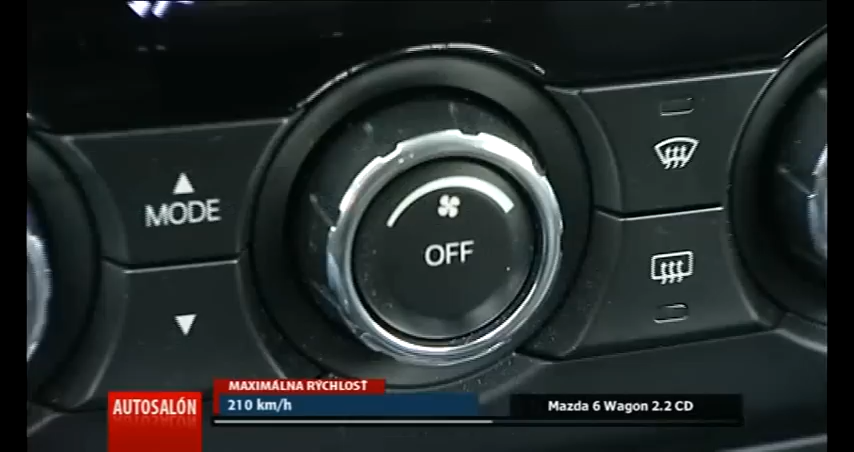 MODE
OFF
MAXIMÁLNA RÝCHLOSŤ
AUTOSALÓN
210 km/h
Mazda 6 Wagon 2.2 CD